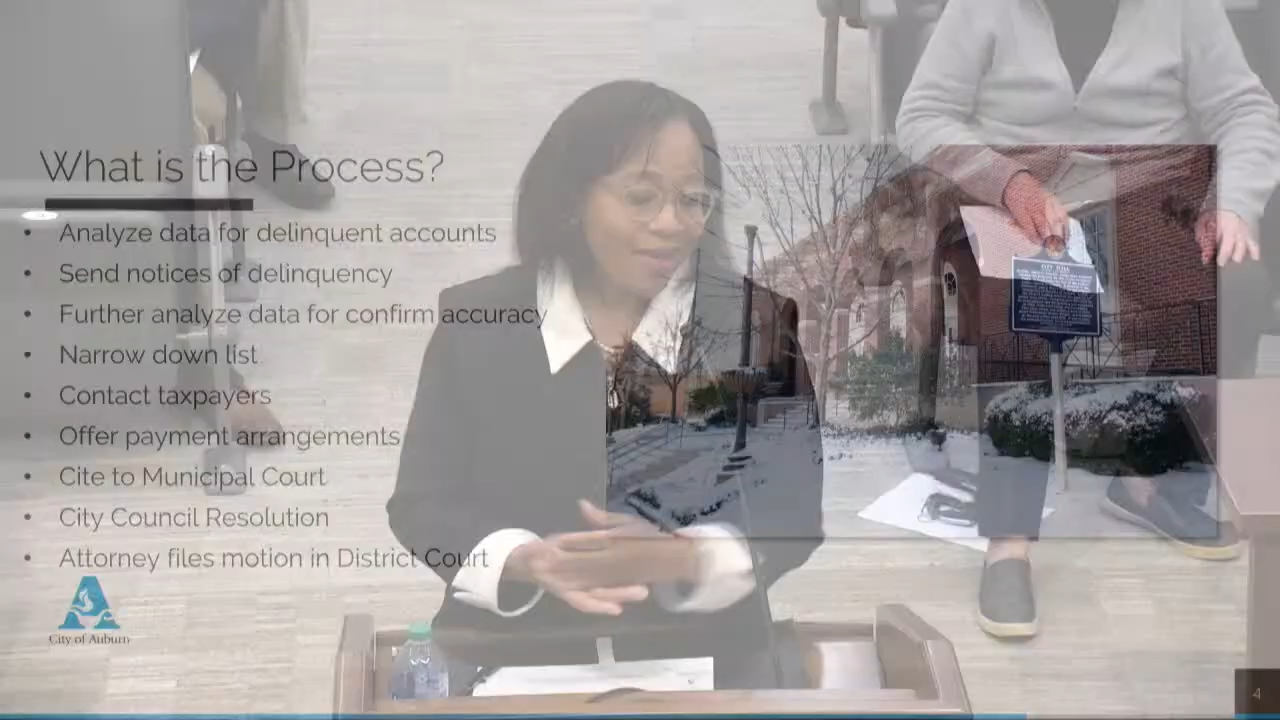 What is the Process?
• Analyze data for delinquent accounts
• Send notices of delinquency
• Further analyze data for confirm accuracy
• Narrow down list
• Contact taxpayers
• Offer payment arrangements
• Cite to Municipal Court
• City Council Resolution
• Attorney files motion in District Court
City of Auburn
CITY HALL
4